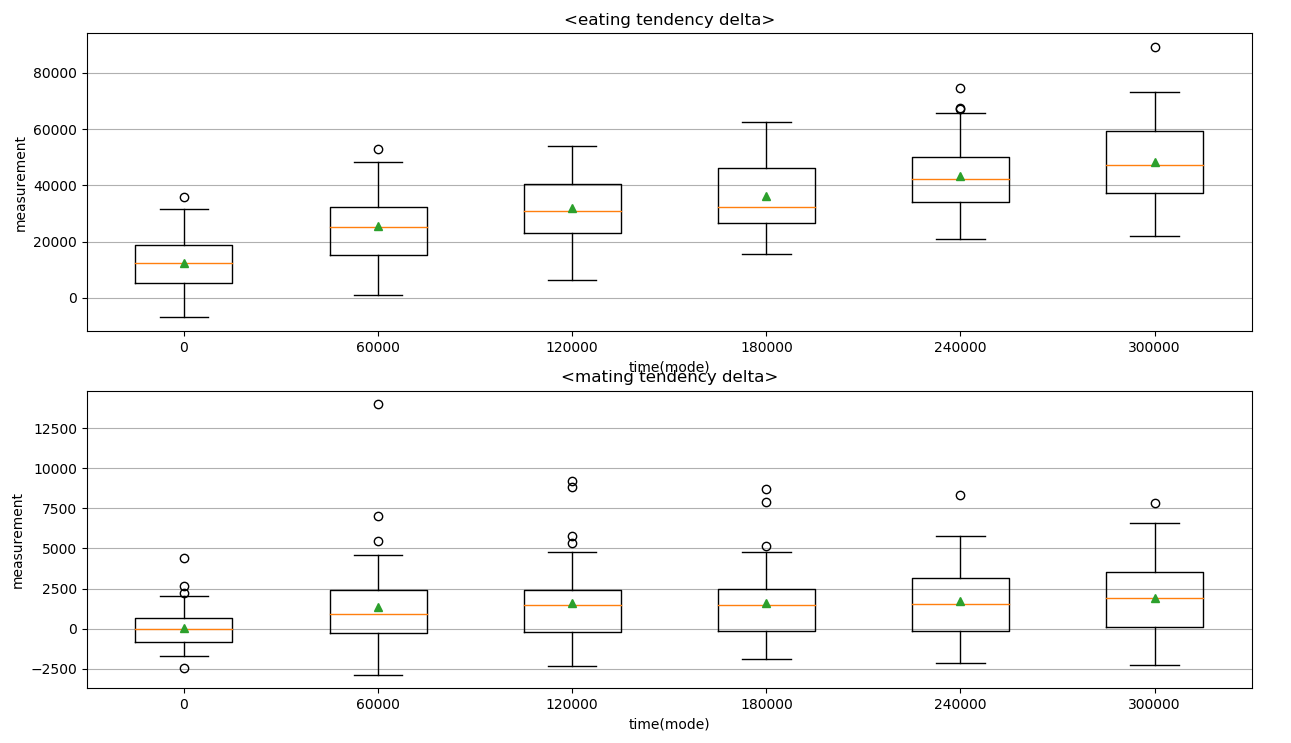 <eating tendency delta>
measurement
80000
60000
40000
20000
0
0 60000 120000 180000 240000 300000
time(mode)
<mating tendency delta>
measurement
12500
10000
7500
5000
2500
0
−2500
0 60000 120000 180000 240000 300000
time(mode)